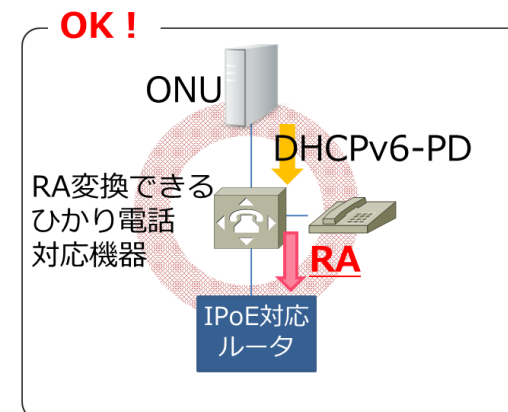 OK！
ONU
DHCPv6-PD
RA変換できる
ひかり電話
対応機器
RA
IPoE対応
ルータ